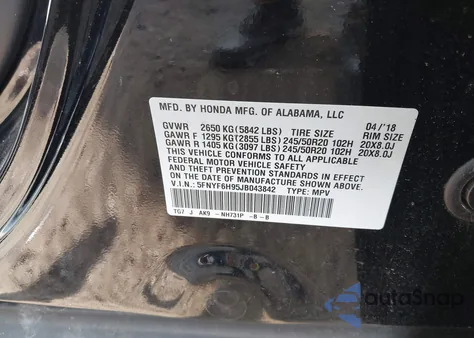 MFD. BY HONDA MFG. OF ALABAMA, LLC
04/'18
GVWR 2650 KG(5842 LBS) TIRE SIZE RIM SIZE
GAWR F 1295 KG(2855 LBS) 245/50R20 102H 20X8.0J
GAWR R 1405 KG(3097 LBS) 245/50R20 102H 20X8.0J
THIS VEHICLE CONFORMS TO ALL APPLICABLE
FEDERAL MOTOR VEHICLE SAFETY
AND THEFT PREVENTION STANDARDS IN EFFECT
ON THE DATE OF MANUFACTURE SHOWN ABOVE.
V.I.N: 5FNYF6H95JB043842 TYPE: MPV
TG7 J AK9 -NH731P -B -B
autoSnap